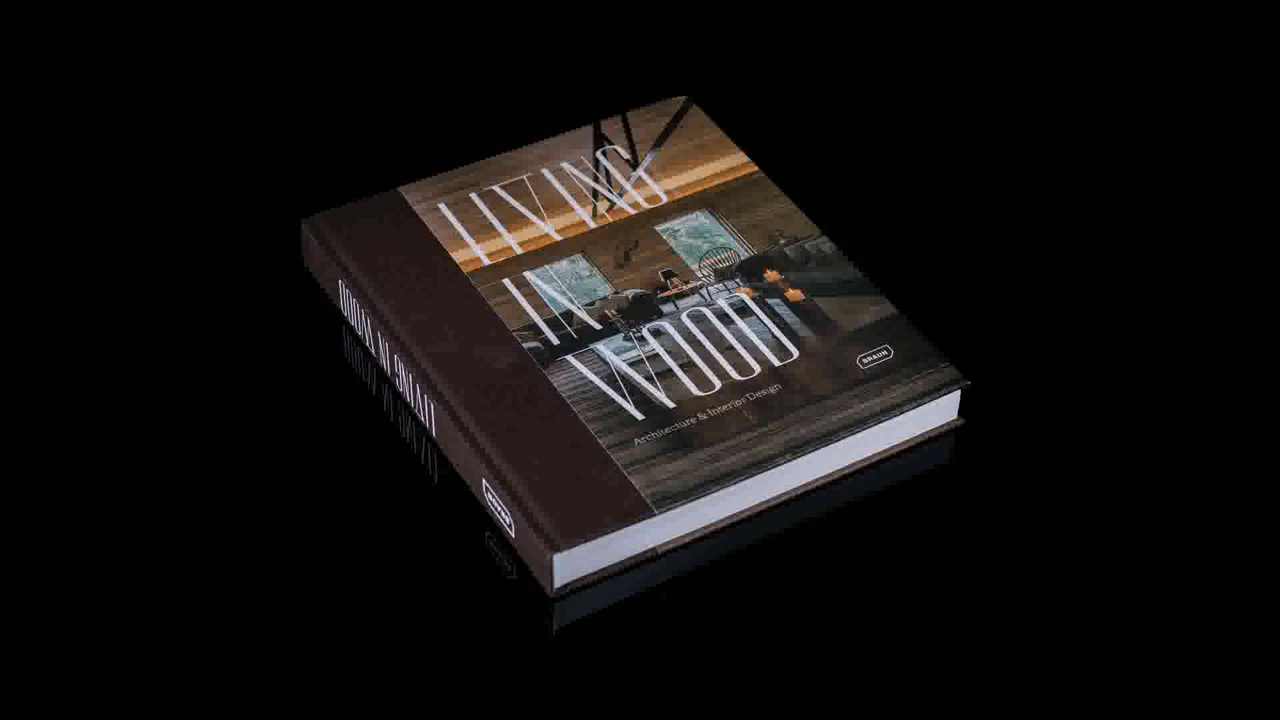 LIVING
IN
WOOD
Architecture & Interior Design
BRAUN
LIVING IN WOOD
BRAUN